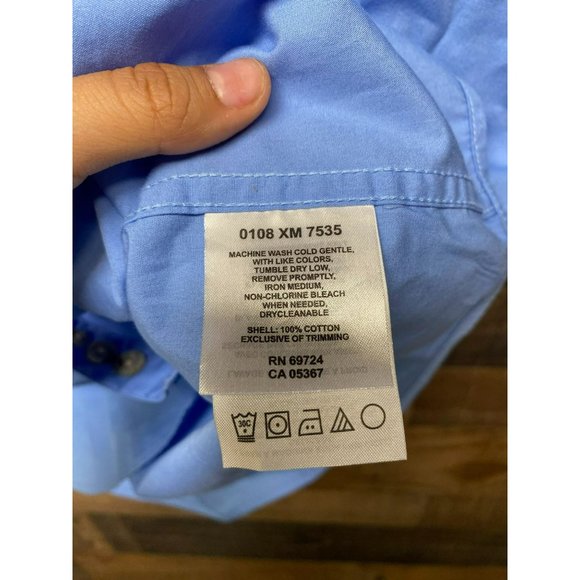 0108 XM 7535
MACHINE WASH COLD GENTLE,
WITH LIKE COLORS,
TUMBLE DRY LOW,
REMOVE PROMPTLY,
IRON MEDIUM,
NON-CHLORINE BLEACH
WHEN NEEDED,
DRYCLEANABLE
SHELL: 100% COTTON
EXCLUSIVE OF TRIMMING
RN 69724
CA 05367
30C